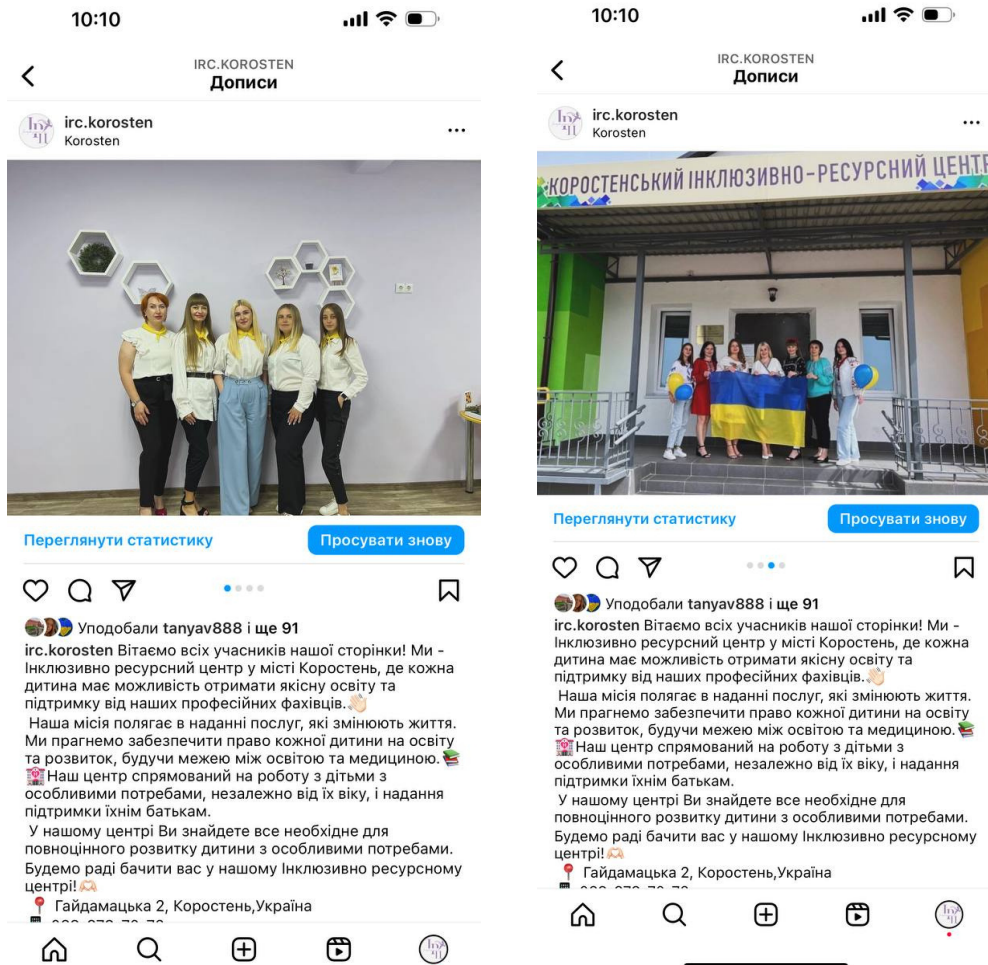 10:10
IRC.KOROSTEN
Дописи
irc.korosten
Korosten
Переглянути статистику
Просувати знову
Уподобали tanyav888 і ще 91
irc.korosten Вітаємо всіх учасників нашої сторінки! Ми -
Інклюзивно ресурсний центр у місті Коростень, де кожна
дитина має можливість отримати якісну освіту та
підтримку від наших професійних фахівців.👏🏻
Наша місія полягає в наданні послуг, які змінюють життя.
Ми прагнемо забезпечити право кожної дитини на освіту
та розвиток, будучи межею між освітою та медициною.📚
🏩Наш центр спрямований на роботу з дітьми з
особливими потребами, незалежно від їх віку, і надання
підтримки їхнім батькам.
У нашому центрі Ви знайдете все необхідне для
повноцінного розвитку дитини з особливими потребами.
Будемо раді бачити вас у нашому Інклюзивно ресурсному
центрі!🫶🏻
📍 Гайдамацька 2, Коростень,Україна
10:10
IRC.KOROSTEN
Дописи
irc.korosten
Korosten
КОРОСТЕНСЬКИЙ ІНКЛЮЗИВНО-РЕСУРСНИЙ ЦЕНТР
Переглянути статистику
Просувати знову
Уподобали tanyav888 і ще 91
irc.korosten Вітаємо всіх учасників нашої сторінки! Ми -
Інклюзивно ресурсний центр у місті Коростень, де кожна
дитина має можливість отримати якісну освіту та
підтримку від наших професійних фахівців.👏🏻
Наша місія полягає в наданні послуг, які змінюють життя.
Ми прагнемо забезпечити право кожної дитини на освіту
та розвиток, будучи межею між освітою та медициною.📚
🏩Наш центр спрямований на роботу з дітьми з
особливими потребами, незалежно від їх віку, і надання
підтримки їхнім батькам.
У нашому центрі Ви знайдете все необхідне для
повноцінного розвитку дитини з особливими потребами.
Будемо раді бачити вас у нашому Інклюзивно ресурсному
центрі!🫶🏻
📍 Гайдамацька 2, Коростень,Україна